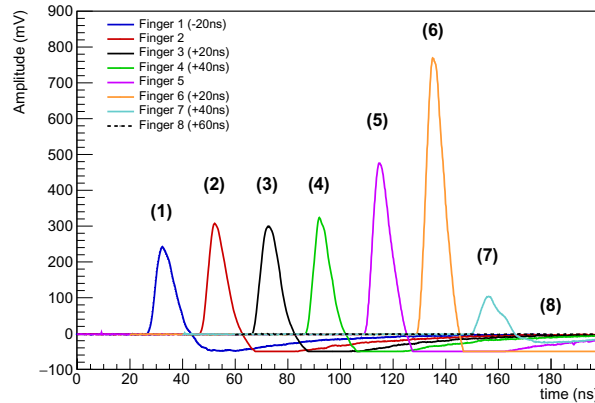 Amplitude (mV)
900
800
700
600
500
400
300
200
100
0
−100
Finger 1 (-20ns)
Finger 2
Finger 3 (+20ns)
Finger 4 (+40ns)
Finger 5
Finger 6 (+20ns)
Finger 7 (+40ns)
Finger 8 (+60ns)
(1)
(2)
(3)
(4)
(5)
(6)
(7)
(8)
0 20 40 60 80 100 120 140 160 180
time (ns)